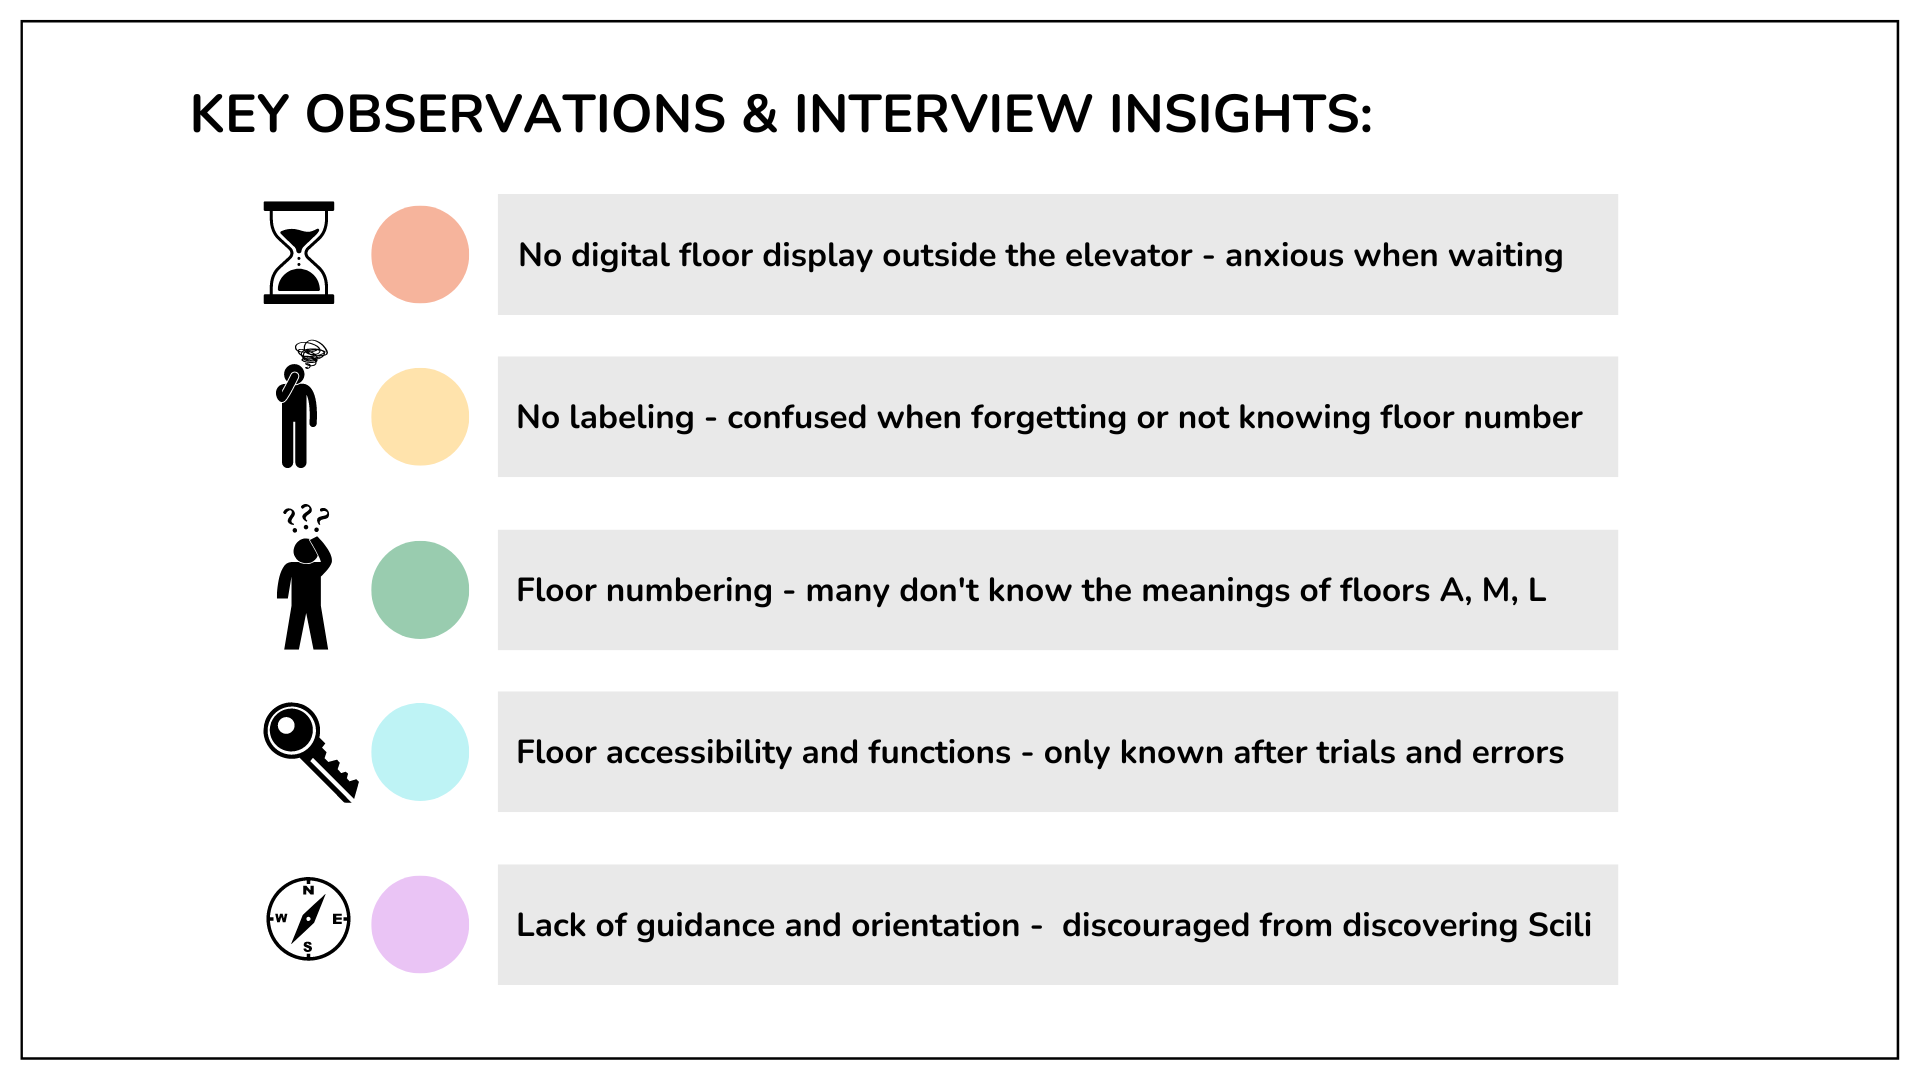 KEY OBSERVATIONS & INTERVIEW INSIGHTS:
No digital floor display outside the elevator - anxious when waiting
No labeling - confused when forgetting or not knowing floor number
???
Floor numbering - many don't know the meanings of floors A, M, L
Floor accessibility and functions - only known after trials and errors
N
W E
S
Lack of guidance and orientation -  discouraged from discovering Scili